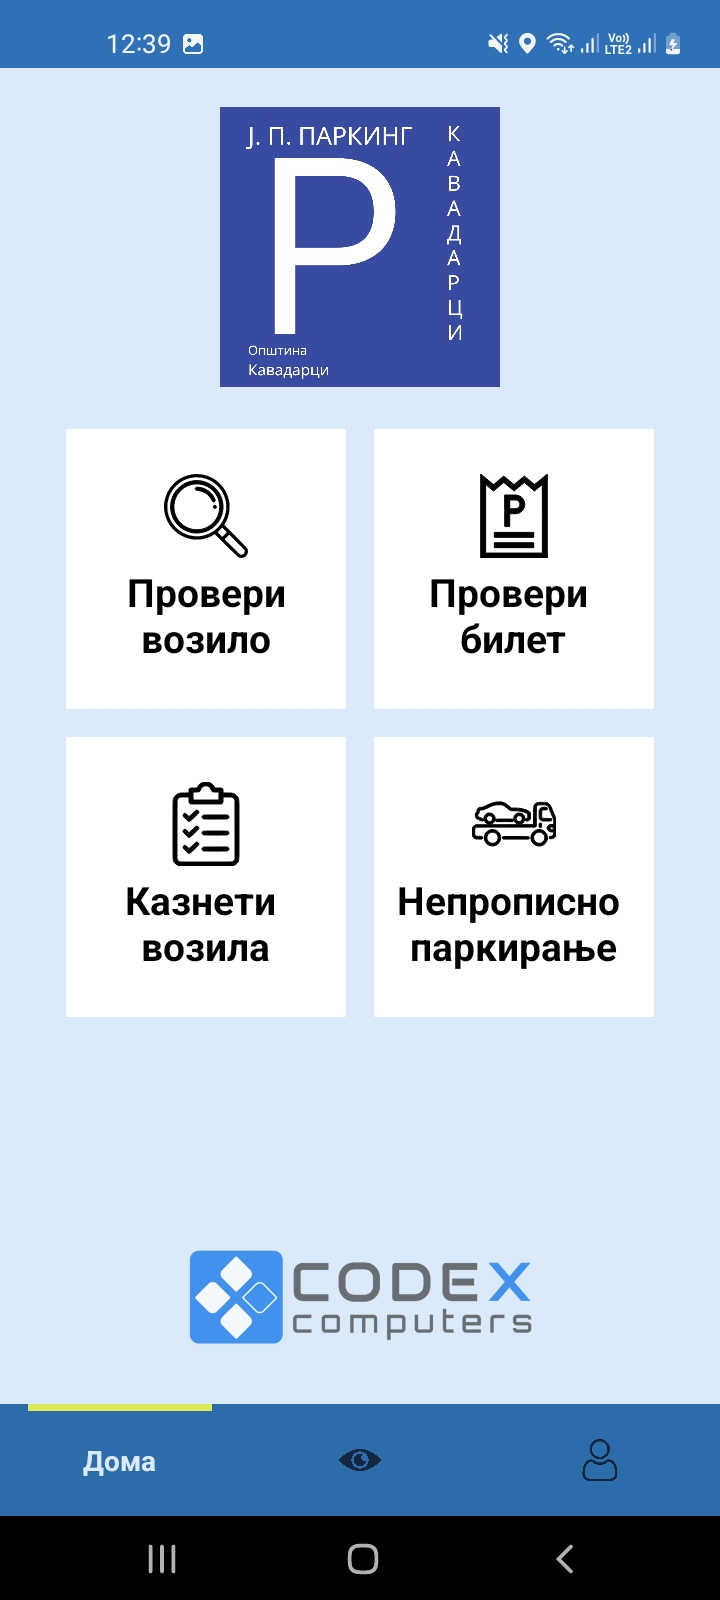 12:39
Vo))
LTE2
Ј. П. ПАРКИНГ
КАВАДАРЦИ
P
Општина
Кавадарци
Провери
возило
P
Провери
билет
Казнети
возила
Непрописно
паркирање
CODEX
computers
Дома